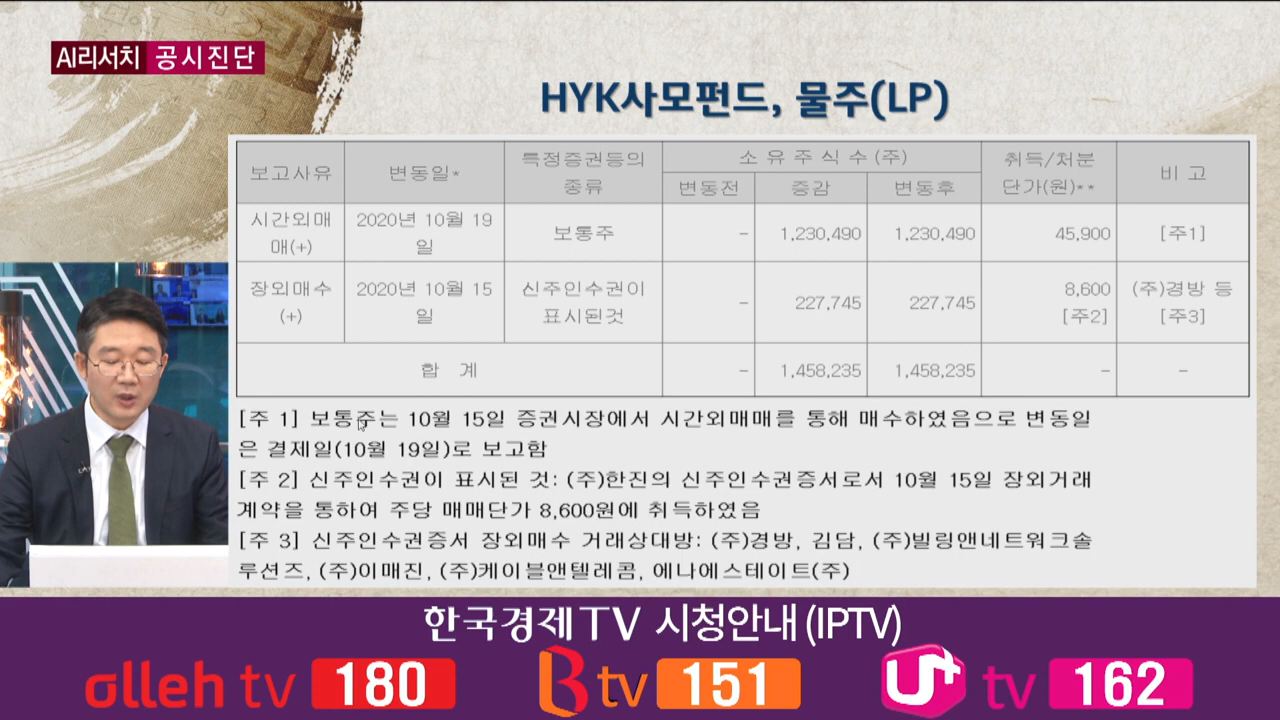 AI리서치 공시진단
HYK사모펀드, 물주(LP)
보고사유 변동일* 특정증권등의 종류 소유주식수 (주) 취득/처분 단가(원)** 비 고
변동전 증감 변동후
시간외매매(+) 2020년 10월 19일 보통주 - 1,230,490 1,230,490 45,900 [주1]
장외매수(+) 2020년 10월 15일 신주인수권이 표시된것 - 227,745 227,745 8,600 [주2] (주)경방 등 [주3]
합 계 - 1,458,235 1,458,235 - -
[주 1] 보통주는 10월 15일 증권시장에서 시간외매매를 통해 매수하였음으로 변동일
은 결제일(10월 19일)로 보고함
[주 2] 신주인수권이 표시된 것: (주)한진의 신주인수권증서로서 10월 15일 장외거래
계약을 통하여 주당 매매단가 8,600원에 취득하였음
[주 3] 신주인수권증서 장외매수 거래상대방: (주)경방, 김담, (주)빌링앤네트워크솔
루션즈, (주)이매진, (주)케이블앤텔레콤, 에나에스테이트(주)
한국경제TV 시청안내(IPTV)
olleh tv 180 B tv 151 U+ tv 162